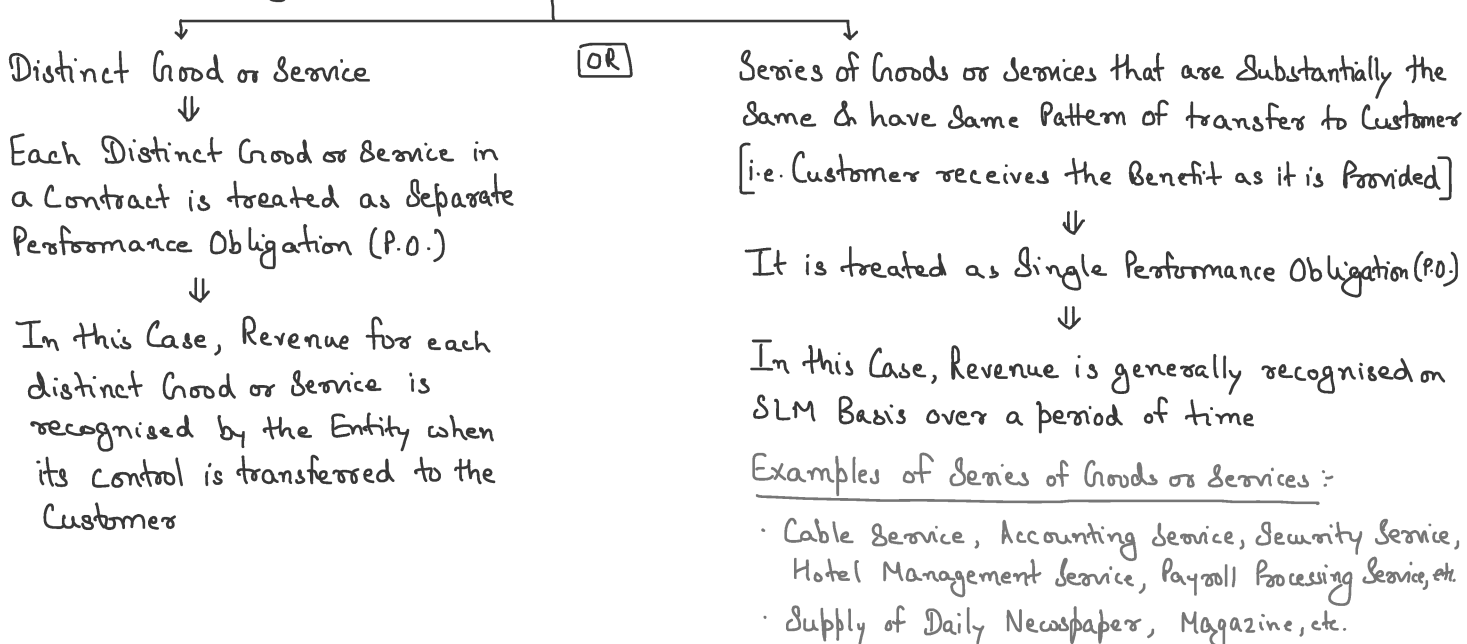 Distinct Good or Service
⇓
Each Distinct Good or Service in
a Contract is treated as Separate
Performance Obligation (P.O.)
⇓
In this Case, Revenue for each
distinct Good or Service is
recognised by the Entity when
its control is transferred to the
Customer
OR
Series of Goods or Services that are Substantially the
Same & have Same Pattern of transfer to Customer
[i.e. Customer receives the Benefit as it is Provided]
⇓
It is treated as Single Performance Obligation (P.O.)
⇓
In this Case, Revenue is generally recognised on
SLM Basis over a period of time
Examples of Series of Goods or Services :-
· Cable Service, Accounting Service, Security Service,
Hotel Management Service, Payroll Processing Service, etc.
· Supply of Daily Newspaper, Magazine, etc.